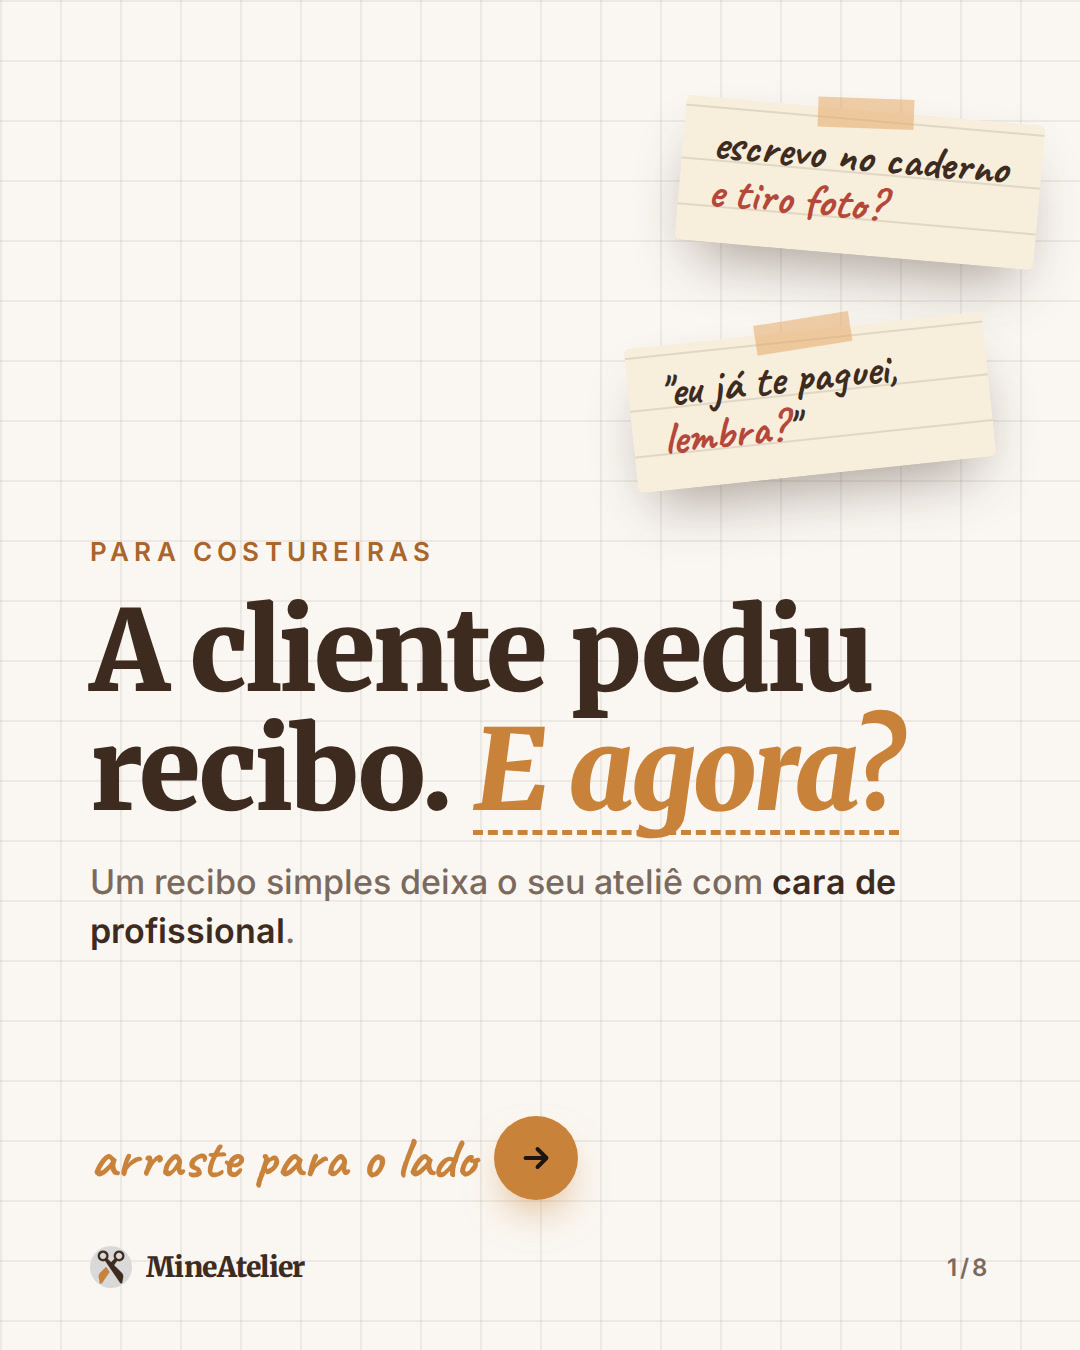 escrevo no caderno
e tiro foto?
"eu já te paguei,
lembra?"
PARA COSTUREIRAS
A cliente pediu
recibo. E agora?
Um recibo simples deixa o seu ateliê com cara de
profissional.
arraste para o lado
MineAtelier
1/8